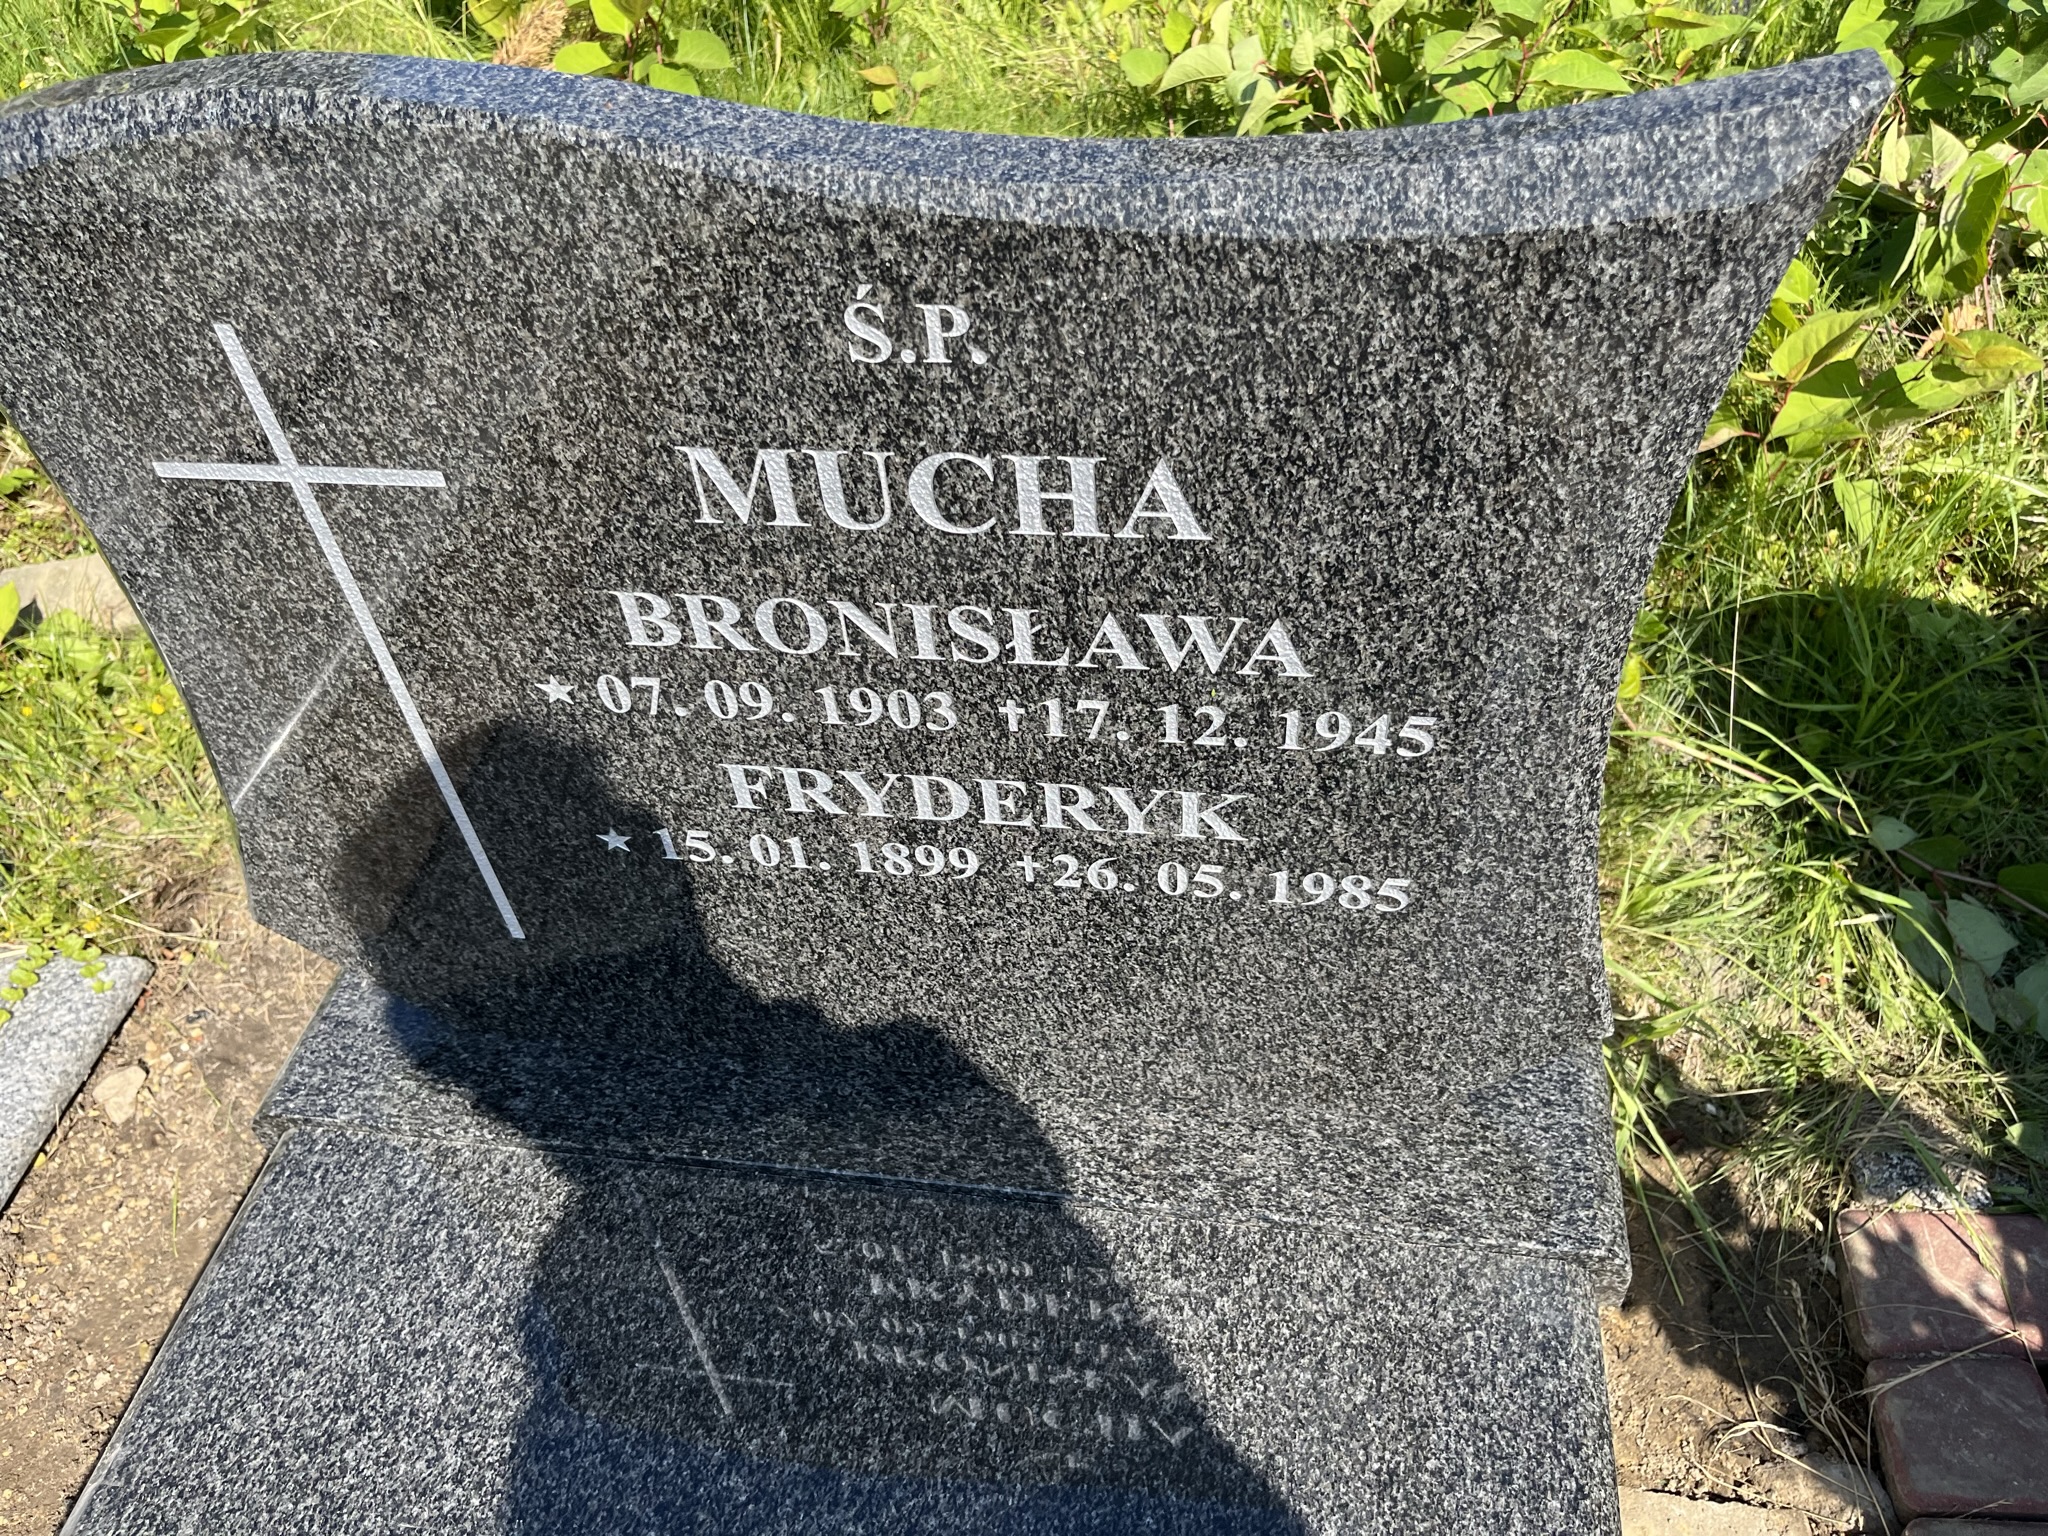 Ś.P.
MUCHA
BRONISŁAWA
★ 07. 09. 1903 †17. 12. 1945
FRYDERYK
★ 15. 01. 1899 †26. 05. 1985